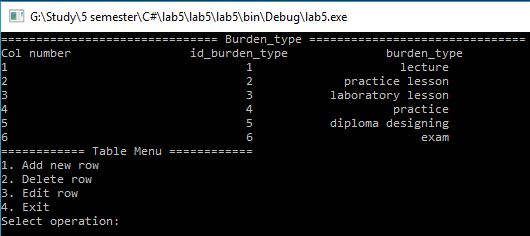 G:\Study\5 semester\C#\lab5\lab5\lab5\bin\Debug\lab5.exe
=============================== Burden_type ===============================
Col number id_burden_type burden_type
1 1 lecture
2 2 practice lesson
3 3 laboratory lesson
4 4 practice
5 5 diploma designing
6 6 exam
============ Table Menu ============
1. Add new row
2. Delete row
3. Edit row
4. Exit
Select operation: